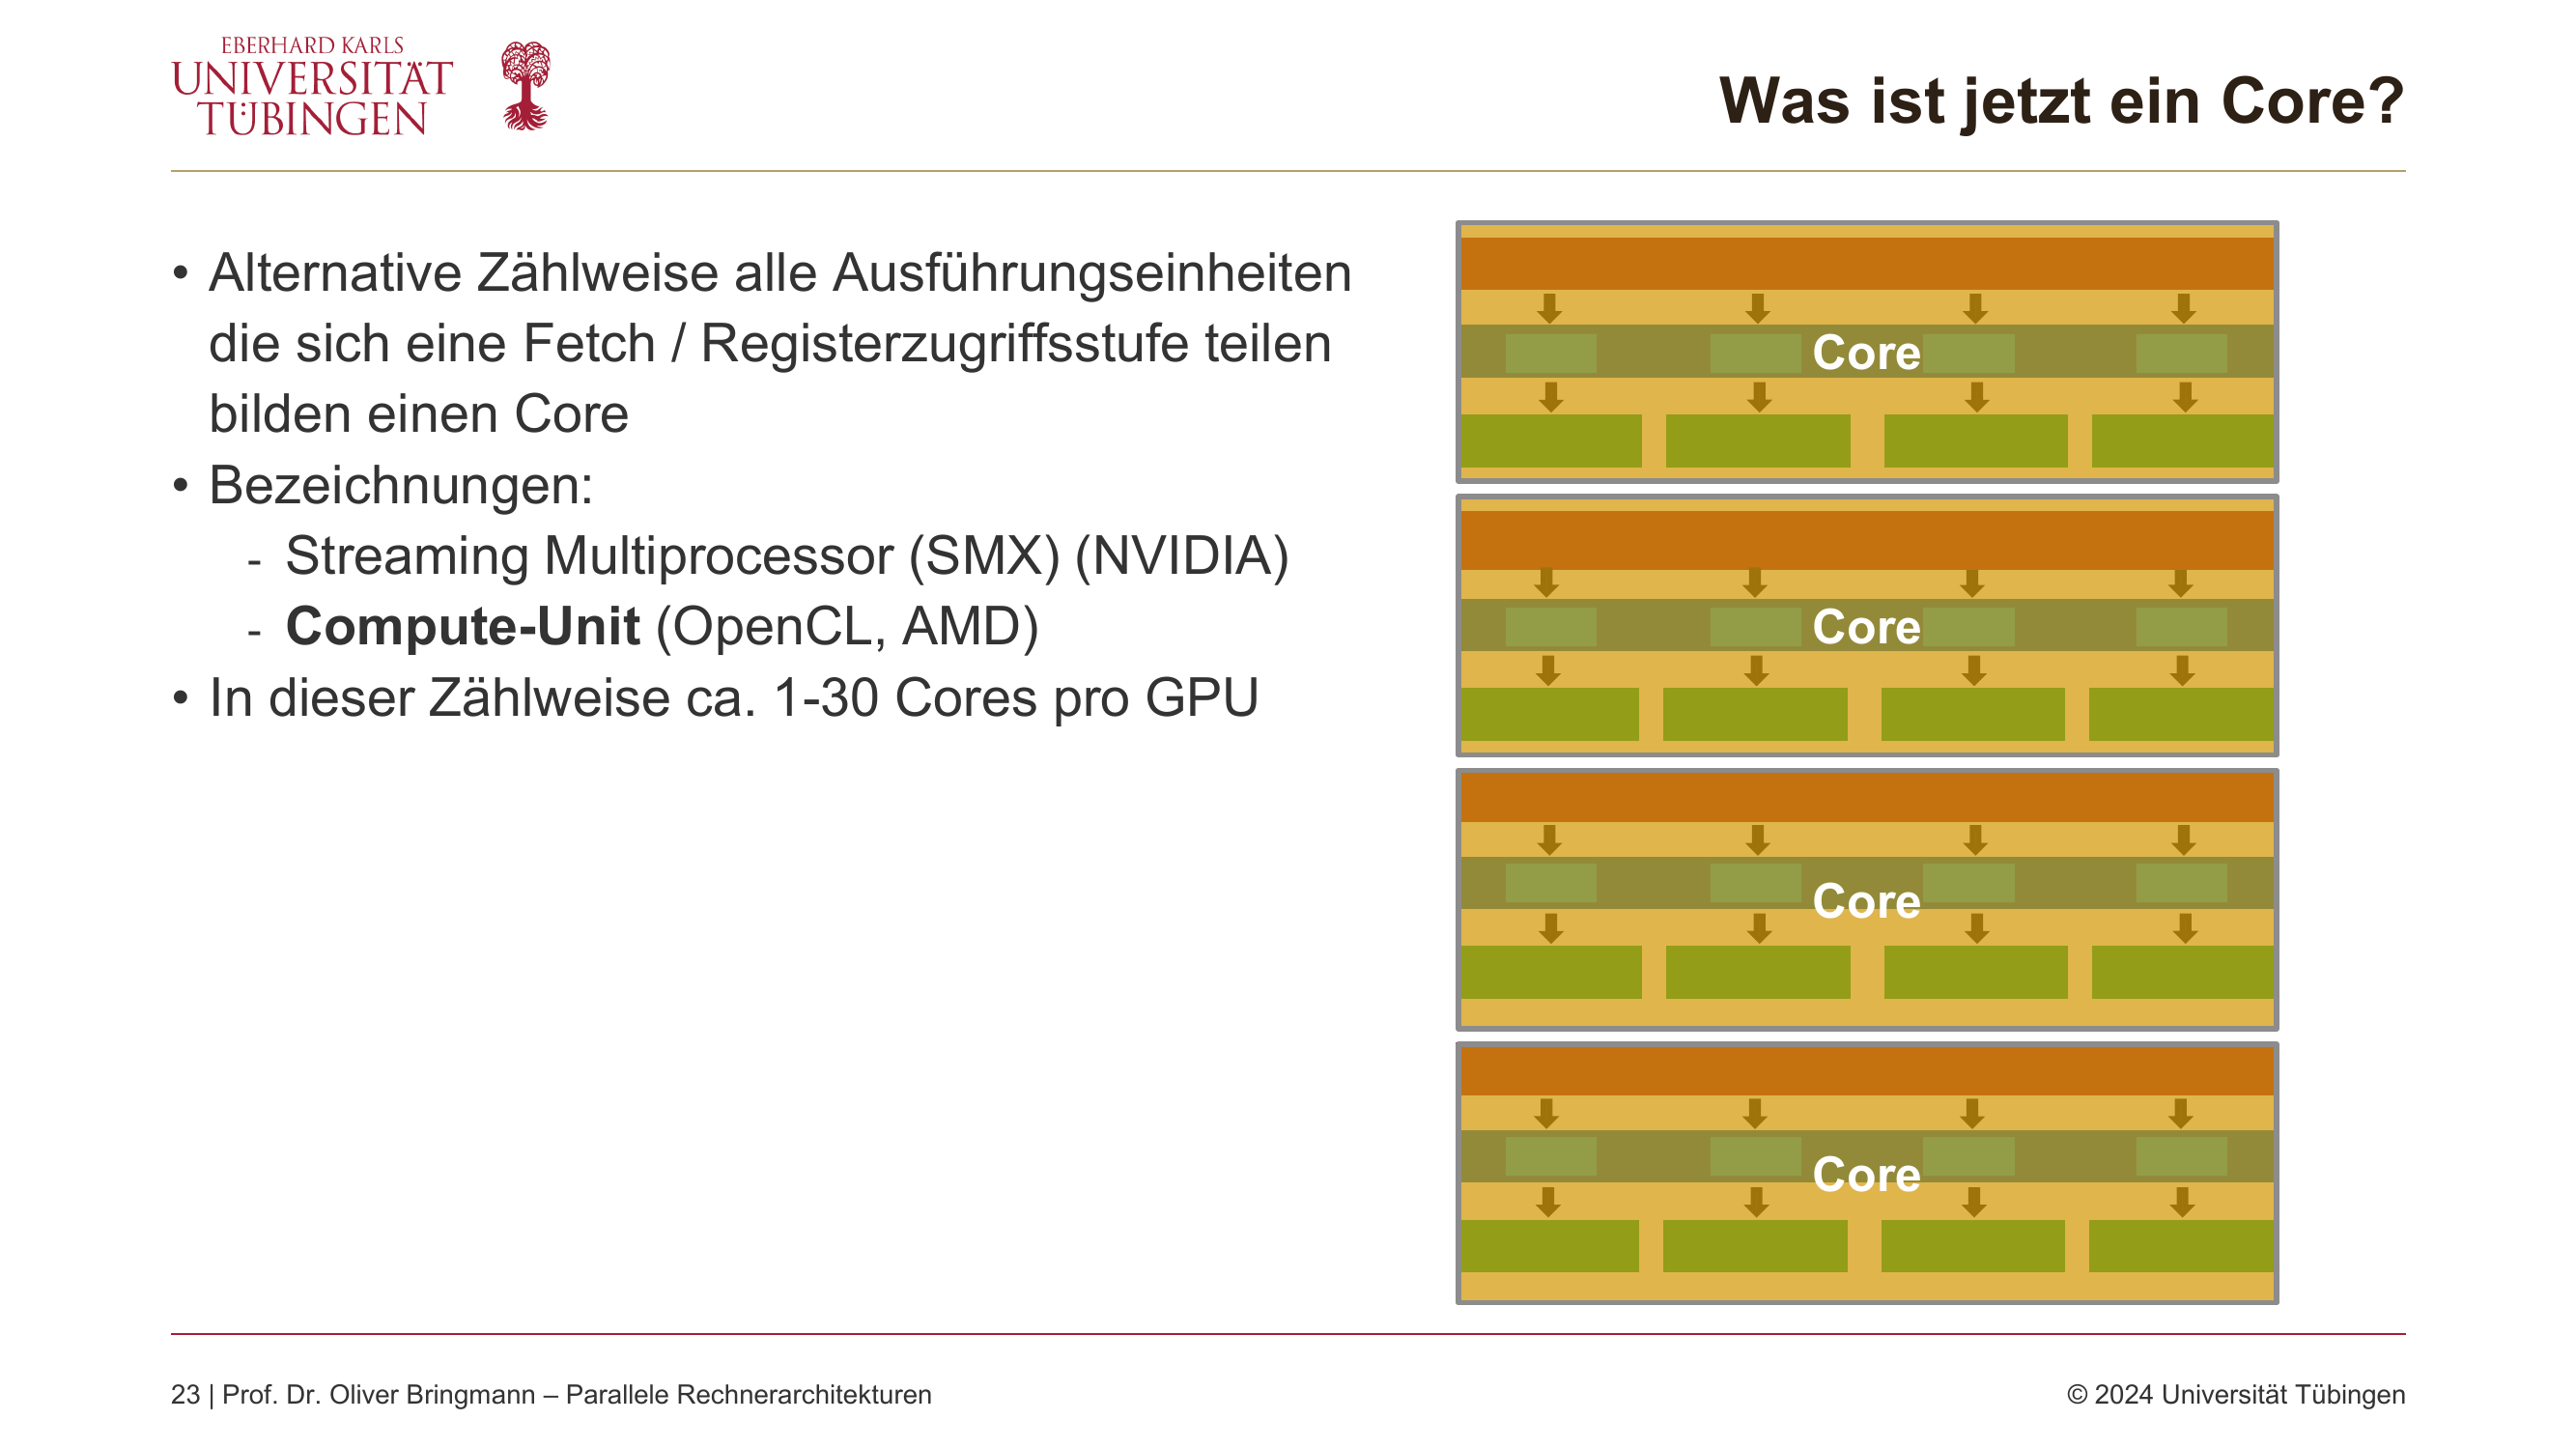 EBERHARD KARLS
UNIVERSITÄT
TÜBINGEN
Was ist jetzt ein Core?
• Alternative Zählweise alle Ausführungseinheiten
die sich eine Fetch / Registerzugriffsstufe teilen
bilden einen Core
• Bezeichnungen:
- Streaming Multiprocessor (SMX) (NVIDIA)
- Compute-Unit (OpenCL, AMD)
• In dieser Zählweise ca. 1-30 Cores pro GPU
Core
Core
Core
Core
23 | Prof. Dr. Oliver Bringmann – Parallele Rechnerarchitekturen
© 2024 Universität Tübingen